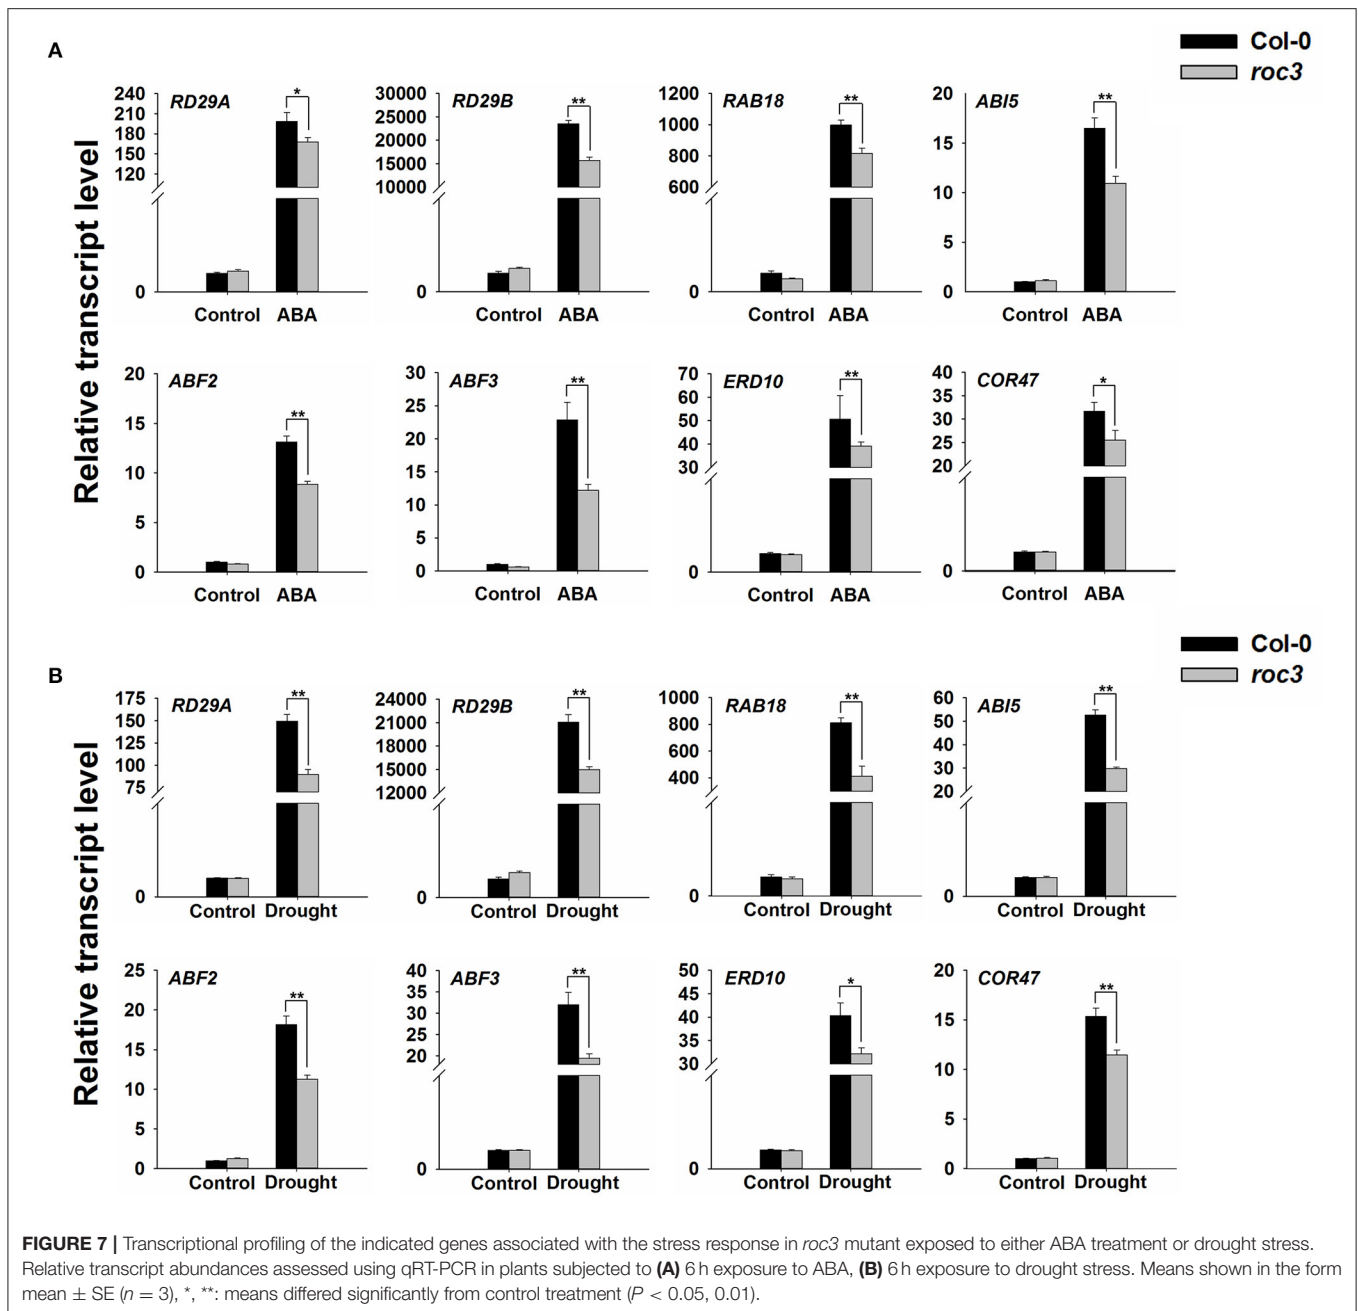 A
Col-0
roc3
Relative transcript level
RD29A
240
210
180
150
120
0
*
Control ABA
RD29B
30000
25000
20000
15000
10000
0
**
Control ABA
RAB18
1200
1000
800
600
0
**
Control ABA
ABI5
20
15
10
5
0
**
Control ABA
ABF2
20
15
10
5
0
**
Control ABA
ABF3
30
25
20
15
10
5
0
**
Control ABA
ERD10
70
60
50
40
30
0
**
Control ABA
COR47
40
35
30
25
20
0
*
Control ABA
B
Col-0
roc3
Relative transcript level
RD29A
175
150
125
100
75
0
**
Control Drought
RD29B
24000
21000
18000
15000
12000
0
**
Control Drought
RAB18
1000
800
600
400
0
**
Control Drought
ABI5
60
50
40
30
20
0
**
Control Drought
ABF2
25
20
15
10
5
0
**
Control Drought
ABF3
40
35
30
25
20
0
**
Control Drought
ERD10
50
45
40
35
30
0
*
Control Drought
COR47
20
15
10
5
0
**
Control Drought
FIGURE 7 | Transcriptional profiling of the indicated genes associated with the stress response in roc3 mutant exposed to either ABA treatment or drought stress.
Relative transcript abundances assessed using qRT-PCR in plants subjected to (A) 6 h exposure to ABA, (B) 6 h exposure to drought stress. Means shown in the form
mean ± SE (n = 3), *, **: means differed significantly from control treatment (P < 0.05, 0.01).